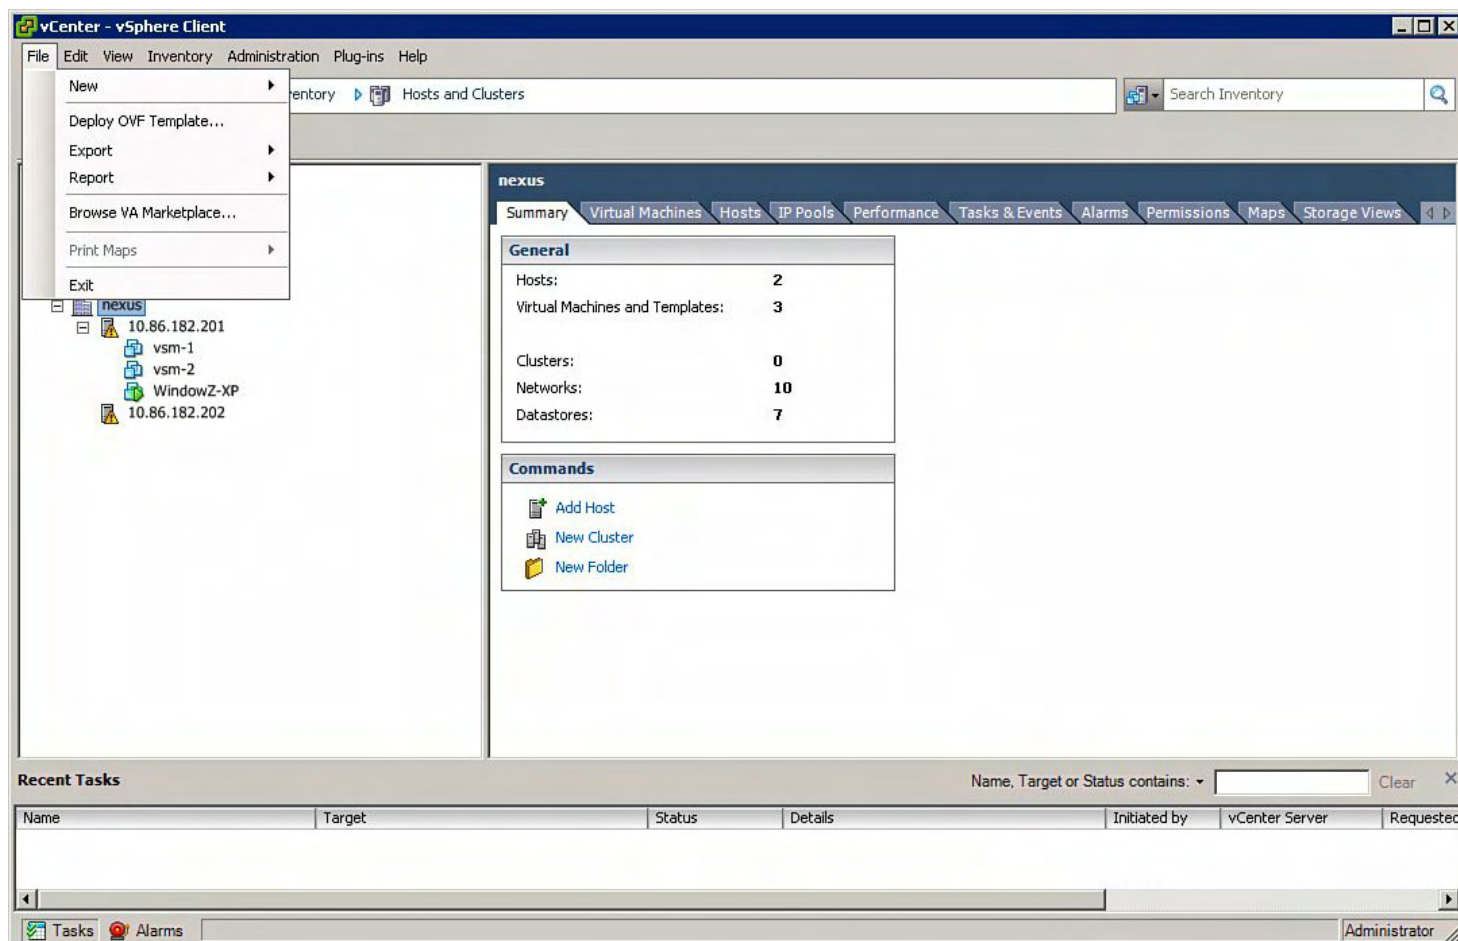 vCenter - vSphere Client
File Edit View Inventory Administration Plug-ins Help
New
entory Hosts and Clusters
Search Inventory
Deploy OVF Template...
Export
Report
Browse VA Marketplace...
Print Maps
Exit
nexus
10.86.182.201
vsm-1
vsm-2
WindowZ-XP
10.86.182.202
nexus
Summary Virtual Machines Hosts IP Pools Performance Tasks & Events Alarms Permissions Maps Storage Views
General
Hosts: 2
Virtual Machines and Templates: 3
Clusters: 0
Networks: 10
Datastores: 7
Commands
Add Host
New Cluster
New Folder
Recent Tasks
Name, Target or Status contains: Clear
Name Target Status Details Initiated by vCenter Server Requested
Tasks Alarms Administrator